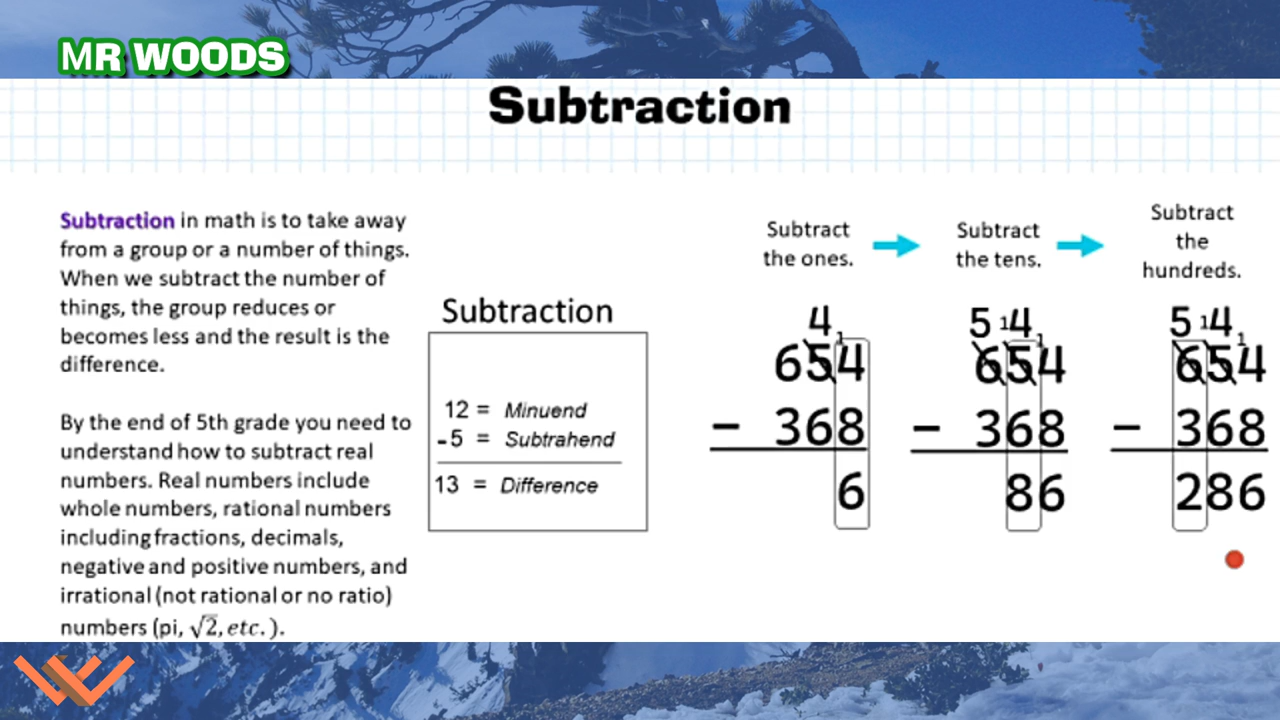 MR WOODS
Subtraction
Subtraction in math is to take away
from a group or a number of things.
When we subtract the number of
things, the group reduces or
becomes less and the result is the
difference.
By the end of 5th grade you need to
understand how to subtract real
numbers. Real numbers include
whole numbers, rational numbers
including fractions, decimals,
negative and positive numbers, and
irrational (not rational or no ratio)
numbers (pi, √2, etc. ).
Subtraction
12 = Minuend
-5 = Subtrahend
13 = Difference
Subtract
the ones.
4 1
654
− 368
6
Subtract
the tens.
5 14 1
654
− 368
86
Subtract
the
hundreds.
5 14 1
654
− 368
286